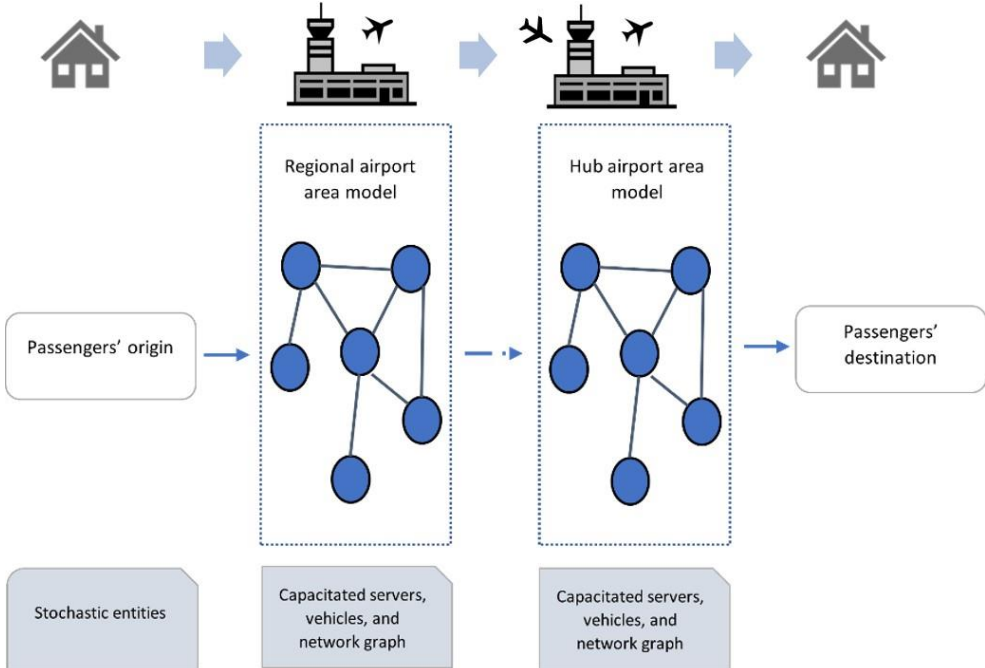 Regional airport
area model
Hub airport area
model
Passengers' origin
Passengers'
destination
Stochastic entities
Capacitated servers,
vehicles, and
network graph
Capacitated servers,
vehicles, and
network graph